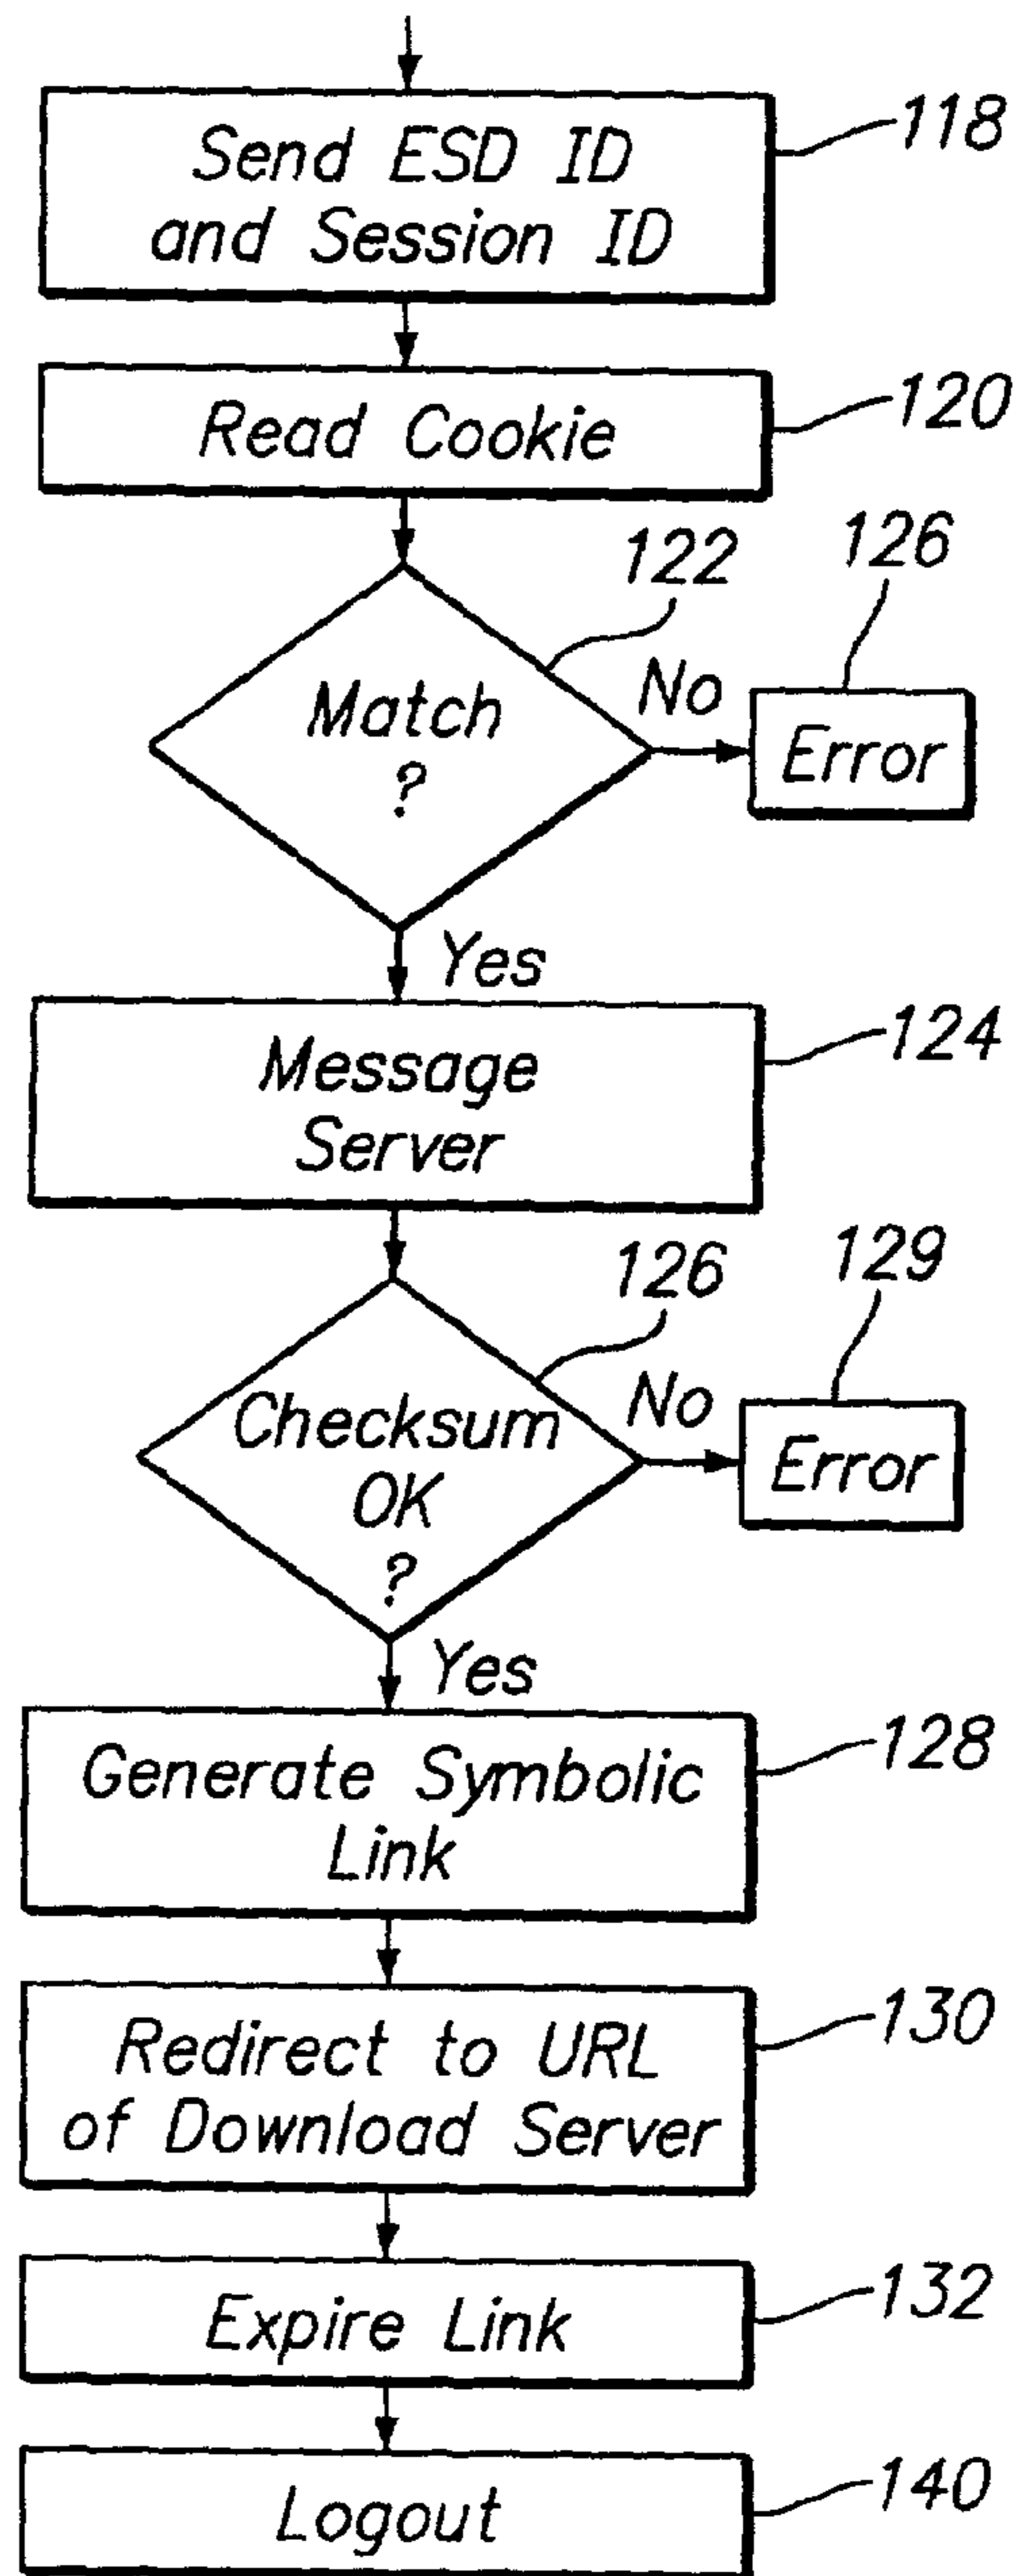 Send ESD ID
and Session ID
118
Read Cookie
120
Match
?
122
No
126
Error
Yes
Message
Server
124
Checksum
OK
?
126
No
129
Error
Yes
Generate Symbolic
Link
128
Redirect to URL
of Download Server
130
Expire Link
132
Logout
140